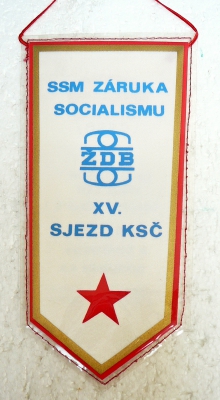 SSM ZÁRUKA
SOCIALISMU
ŽDB
XV.
SJEZD KSČ